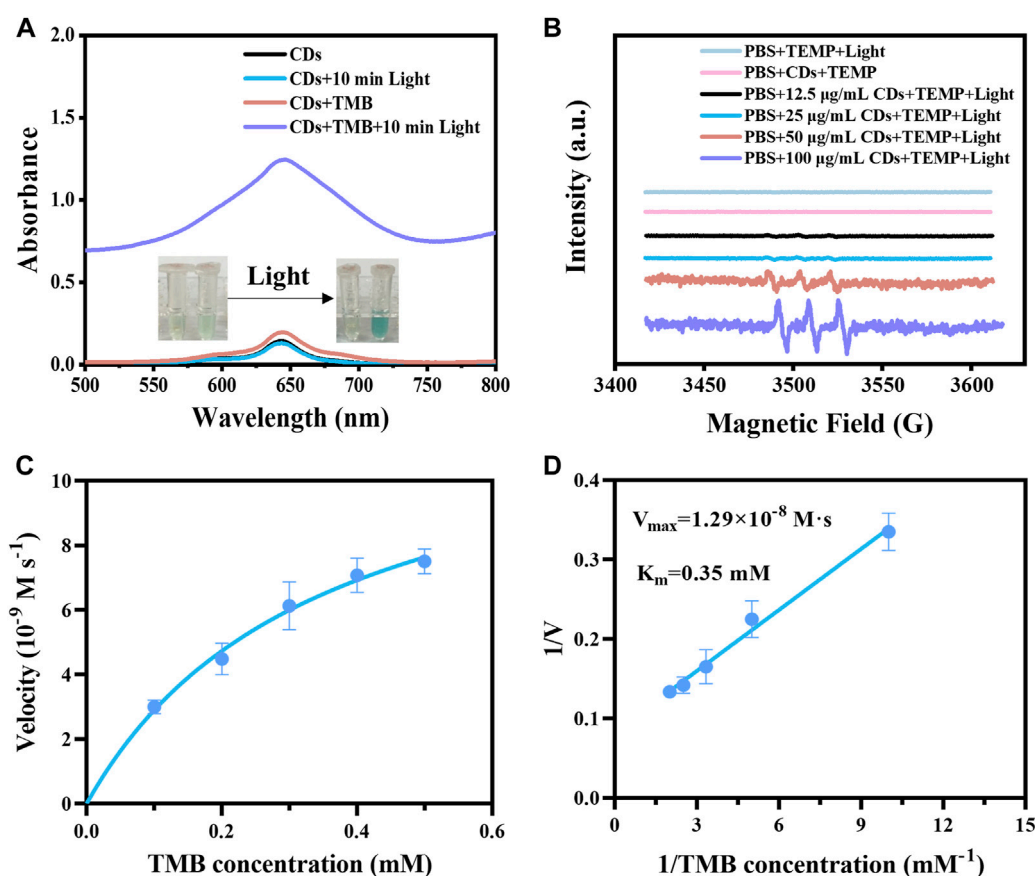 A
CDs
CDs+10 min Light
CDs+TMB
CDs+TMB+10 min Light
Light
Absorbance
2.0
1.5
1.0
0.5
0.0
500
550
600
650
700
750
800
Wavelength (nm)
B
PBS+TEMP+Light
PBS+CDs+TEMP
PBS+12.5 μg/mL CDs+TEMP+Light
PBS+25 μg/mL CDs+TEMP+Light
PBS+50 μg/mL CDs+TEMP+Light
PBS+100 μg/mL CDs+TEMP+Light
Intensity (a.u.)
3400
3450
3500
3550
3600
Magnetic Field (G)
C
Velocity (10⁻⁹ M s⁻¹)
10
8
6
4
2
0
0.0
0.2
0.4
0.6
TMB concentration (mM)
D
Vmax=1.29×10⁻⁸ M·s
Km=0.35 mM
1/V
0.4
0.3
0.2
0.1
0.0
3
6
9
12
15
1/TMB concentration (mM⁻¹)